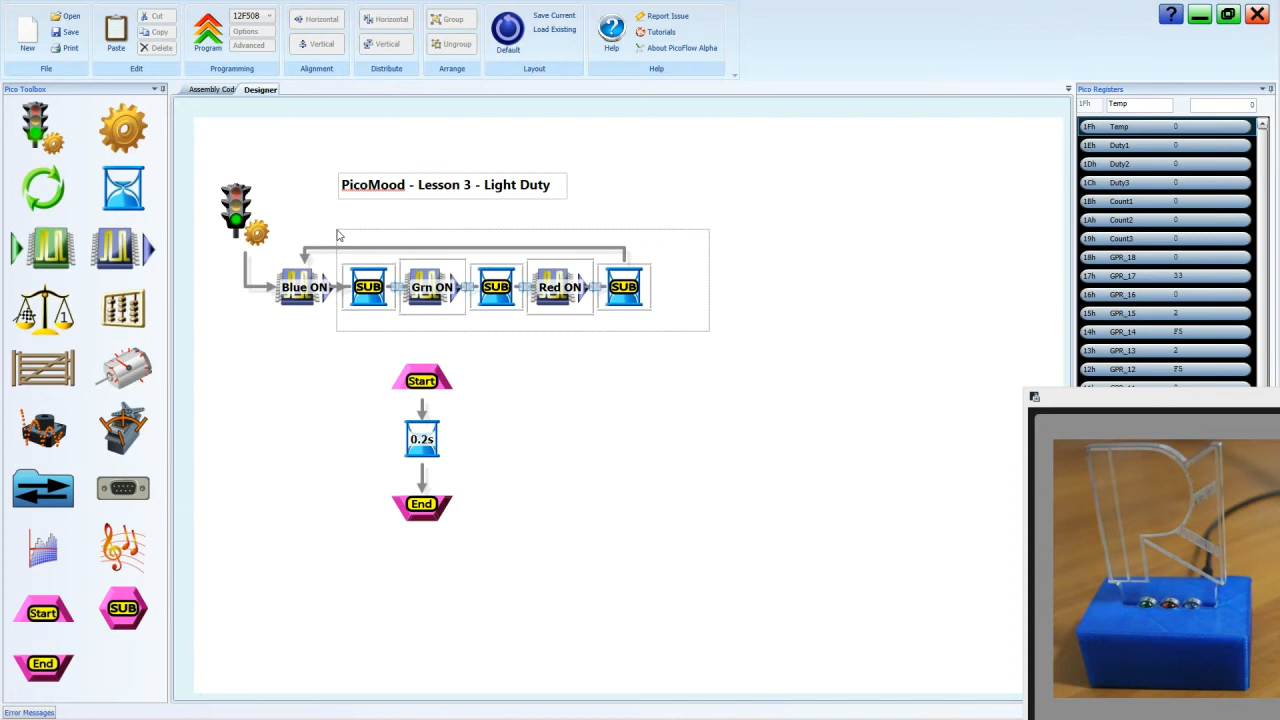 New
Open
Save
Print
File
Paste
Cut
Copy
Delete
Edit
Program
12F508
Options
Advanced
Programming
Horizontal
Vertical
Alignment
Horizontal
Vertical
Distribute
Group
Ungroup
Arrange
Default
Save Current
Load Existing
Layout
Help
Report Issue
Tutorials
About PicoFlow Alpha
Help
Pico Toolbox
Assembly Cod
Designer
Pico Registers
1Fh Temp 0
1Fh Temp 0
1Eh Duty1 0
1Dh Duty2 0
1Ch Duty3 0
1Bh Count1 0
1Ah Count2 0
19h Count3 0
18h GPR_18 0
17h GPR_17 33
16h GPR_16 0
15h GPR_15 2
14h GPR_14 F5
13h GPR_13 2
12h GPR_12 F5
PicoMood - Lesson 3 - Light Duty
Blue ON
SUB
Grn ON
SUB
Red ON
SUB
Start
0.2s
End
1
Start
SUB
End
Error Messages